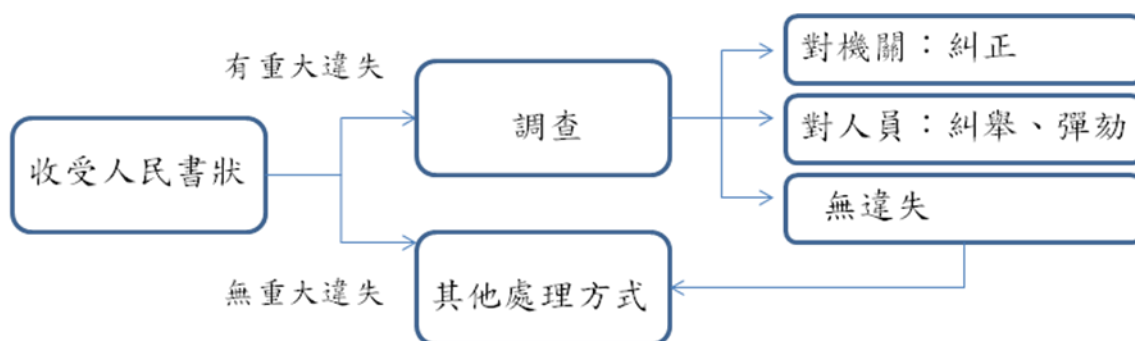 有重大違失
對機關：糾正
調查
對人員：糾舉、彈劾
收受人民書狀
無違失
無重大違失
其他處理方式